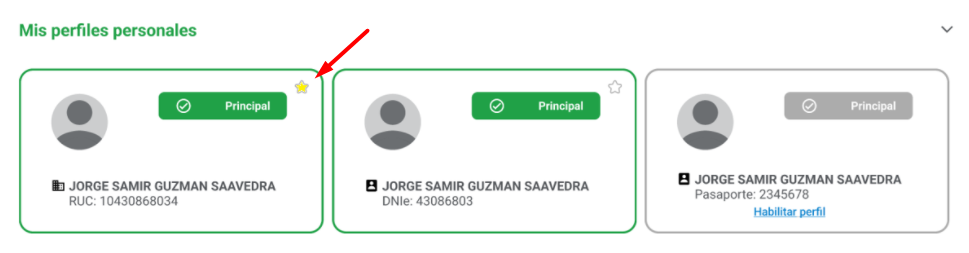 Mis perfiles personales
Principal
JORGE SAMIR GUZMAN SAAVEDRA
RUC: 10430868034
Principal
JORGE SAMIR GUZMAN SAAVEDRA
DNIe: 43086803
Principal
JORGE SAMIR GUZMAN SAAVEDRA
Pasaporte: 2345678
Habilitar perfil